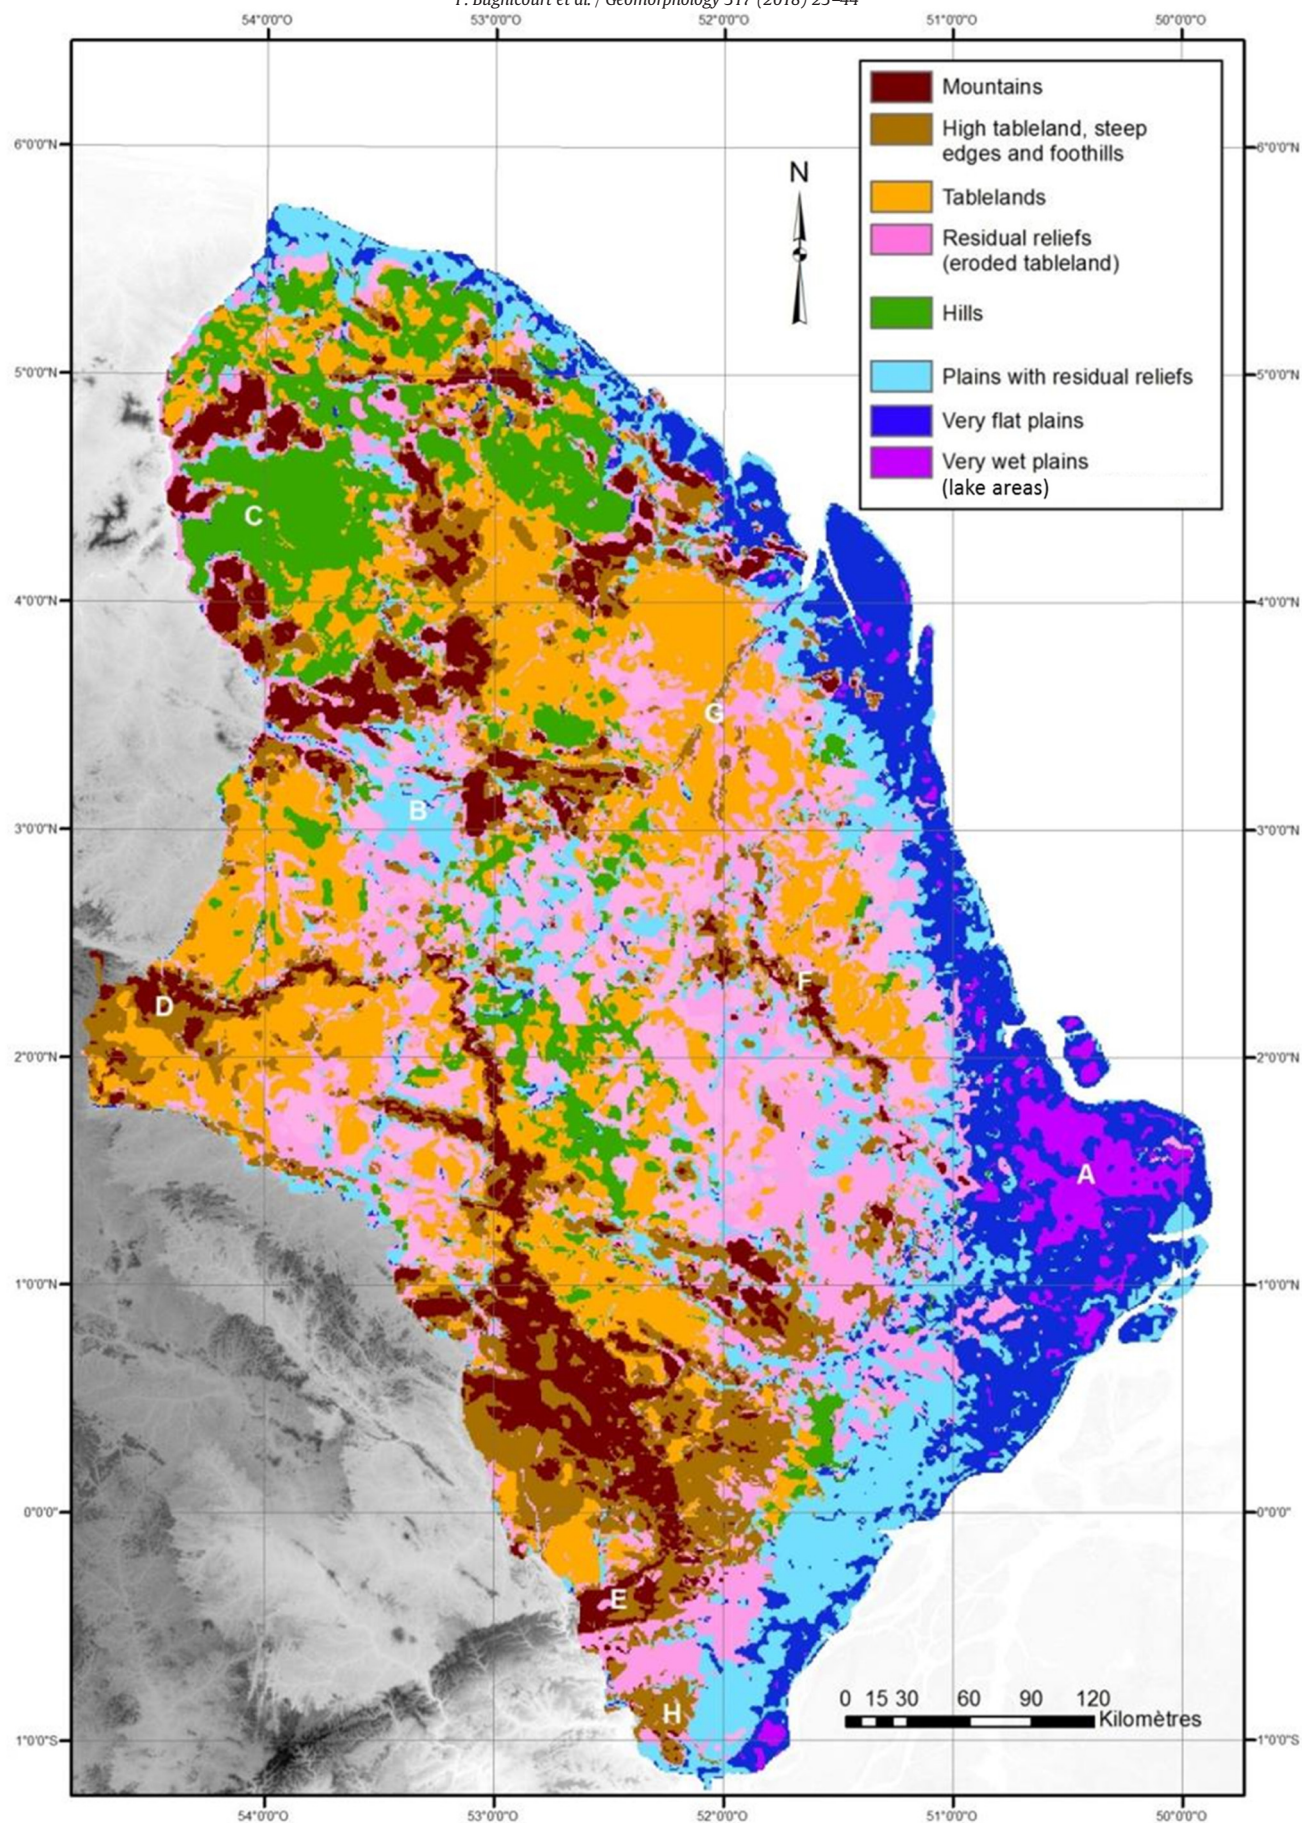 P. Bugnicourt et al. / Geomorphology 317 (2018) 23–44
54°0'0"O 53°0'0"O 52°0'0"O 51°0'0"O 50°0'0"O
Mountains
High tableland, steep
edges and foothills
Tablelands
Residual reliefs
(eroded tableland)
Hills
Plains with residual reliefs
Very flat plains
Very wet plains
(lake areas)
N
6°0'0"N 6°0'0"N
5°0'0"N 5°0'0"N
C
4°0'0"N 4°0'0"N
G
B
3°0'0"N 3°0'0"N
F
D
2°0'0"N 2°0'0"N
A
1°0'0"N 1°0'0"N
0°0'0" 0°0'0"
E
H
0 15 30 60 90 120
Kilomètres
1°0'0"S 1°0'0"S
54°0'0"O 53°0'0"O 52°0'0"O 51°0'0"O 50°0'0"O